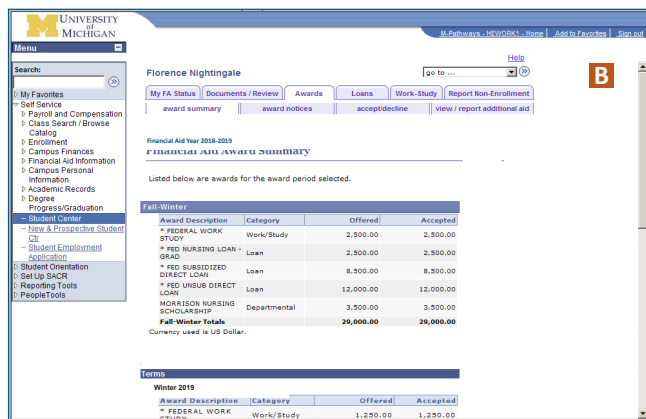 UNIVERSITY
OF
MICHIGAN
M-Pathways - HEWORK1 - Home Add to Favorites Sign out
Menu
Search:
My Favorites
Self Service
Payroll and Compensation
Class Search / Browse
Catalog
Enrollment
Campus Finances
Financial Aid Information
Campus Personal
Information
Academic Records
Degree
Progress/Graduation
– Student Center
– New & Prospective Student
Ctr
– Student Employment
Application
Student Orientation
Set Up SACR
Reporting Tools
PeopleTools
Help
Florence Nightingale
go to ...
B
My FA Status Documents / Review Awards Loans Work-Study Report Non-Enrollment
award summary award notices accept/decline view / report additional aid
Financial Aid Year 2018-2019
Financial Aid Award Summary
Listed below are awards for the award period selected.
Fall-Winter
Award Description Category Offered Accepted
* FEDERAL WORK
STUDY Work/Study 2,500.00 2,500.00
* FED NURSING LOAN -
GRAD Loan 2,500.00 2,500.00
* FED SUBSIDIZED
DIRECT LOAN Loan 8,500.00 8,500.00
* FED UNSUB DIRECT
LOAN Loan 12,000.00 12,000.00
MORRISON NURSING
SCHOLARSHIP Departmental 3,500.00 3,500.00
Fall-Winter Totals 29,000.00 29,000.00
Currency used is US Dollar.
Terms
Winter 2019
Award Description Category Offered Accepted
* FEDERAL WORK
STUDY Work/Study 1,250.00 1,250.00